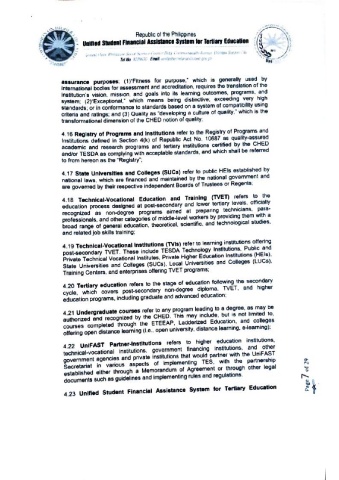 Republic of the Philippines
Unified Student Financial Assistance System for Tertiary Education
assurance purposes: (1)"Fitness for purpose," which is generally used by
international bodies for assessment and accreditation, requires the translation of the
institution's vision, mission, and goals into its learning outcomes, programs, and
system; (2)"Exceptional," which means being distinctive, exceeding very high
standards; or in conformance to standards based on a system of compatibility using
criteria and ratings; and (3) Quality as "developing a culture of quality," which is the
transformational dimension of the CHED notion of quality;
4.16 Registry of Programs and Institutions refer to the Registry of Programs and
Institutions defined in Section 4(k) of Republic Act No. 10687 as quality-assured
academic and research programs and tertiary institutions certified by the CHED
and/or TESDA as complying with acceptable standards, and which shall be referred
to from hereon as the "Registry";
4.17 State Universities and Colleges (SUCs) refer to public HEIs established by
national laws, which are financed and maintained by the national government and
are governed by their respective independent Boards of Trustees or Regents.
4.18 Technical-Vocational Education and Training (TVET) refers to the
education process designed at post-secondary and lower tertiary levels, officially
recognized as non-degree programs aimed at preparing technicians, para-
professionals, and other categories of middle-level workers by providing them with a
broad range of general education, theoretical, scientific, and technological studies,
and related job skills training;
4.19 Technical-Vocational Institutions (TVIs) refer to learning institutions offering
post-secondary TVET. These include TESDA Technology Institutes, Public and
Private Technical Vocational Institutes, Private Higher Education Institutions (HEIs),
State Universities and Colleges (SUCs), Local Universities and Colleges (LUCs),
Training Centers, and enterprises offering TVET programs;
4.20 Tertiary education refers to the stage of education following the secondary
cycle, which covers post-secondary non-degree diploma, TVET, and higher
education programs, including graduate and advanced education;
4.21 Undergraduate courses refer to any program leading to a degree, as may be
authorized and recognized by the CHED. This may include, but is not limited to,
courses completed through the ETEEAP, Ladderized Education, and colleges
offering open distance learning (i.e., open university, distance learning, e-learning);
4.22 UniFAST Partner-Institutions refers to higher education institutions,
technical-vocational institutions, government financing institutions, and other
government agencies and private institutions that would partner with the UniFAST
Secretariat in various aspects of implementing TES, with the partnership
established either through a Memorandum of Agreement or through other legal
documents such as guidelines and implementing rules and regulations.
4.23 Unified Student Financial Assistance System for Tertiary Education
Page 7 of 29